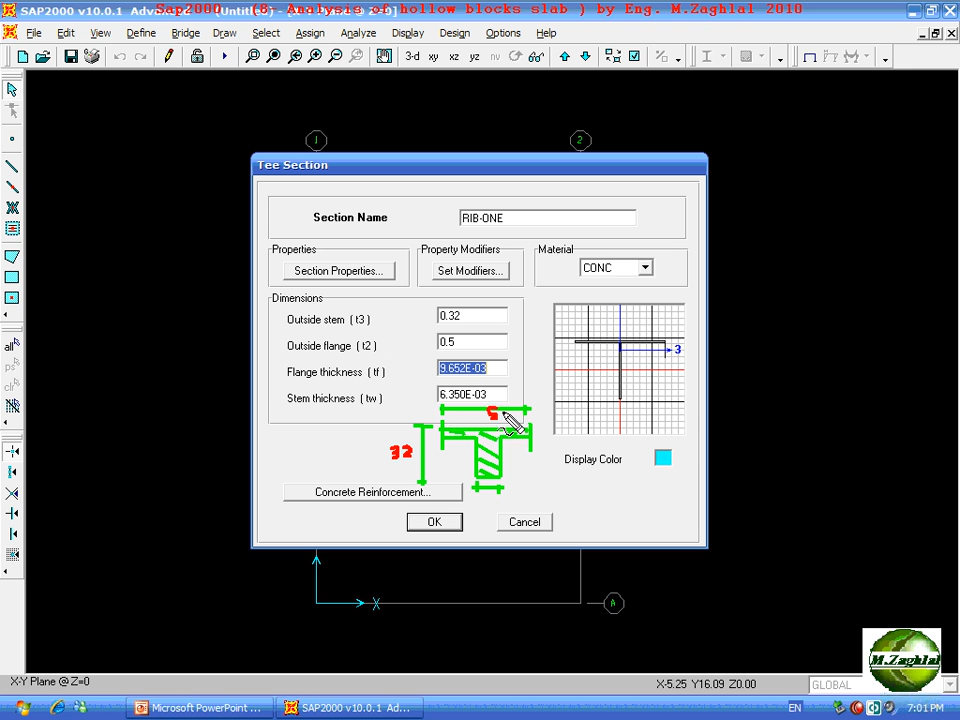 SAP2000 v10.0.1 Advanced (Untitled)
Sap2000 (8- Analysis of hollow blocks slab ) by Eng. M.Zaghlal 2010
File Edit View Define Bridge Draw Select Assign Analyze Display Design Options Help
3-d xy xz yz nv
1 2
Tee Section
Section Name RIB-ONE
Properties Property Modifiers Material
Section Properties... Set Modifiers... CONC
Dimensions
Outside stem ( t3 ) 0.32
Outside flange ( t2 ) 0.5
Flange thickness ( tf ) 9.652E-03
Stem thickness ( tw ) 6.350E-03
3
5
32
Display Color
Concrete Reinforcement...
OK Cancel
all
ps
clr
X
A
M.Zaghlal
X-Y Plane @ Z=0 X-5.25 Y16.09 Z0.00 GLOBAL
Microsoft PowerPoint ... SAP2000 v10.0.1 Ad... EN 7:01 PM